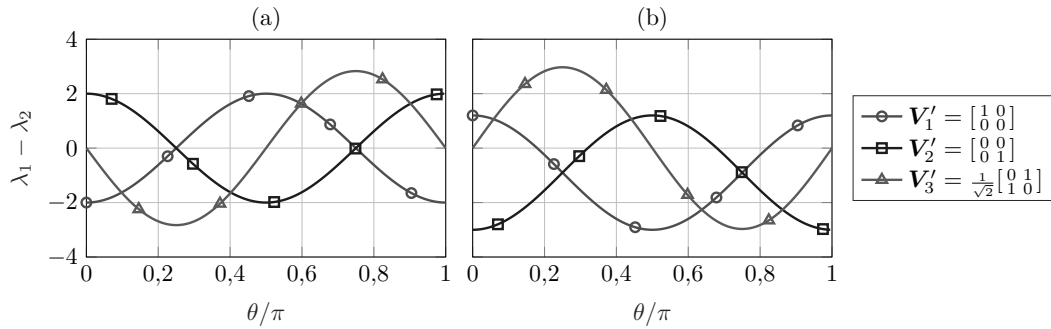 (a) (b)
4
2
0
−2
−4
λ₁ − λ₂
0 0,2 0,4 0,6 0,8 1 0 0,2 0,4 0,6 0,8 1
θ/π θ/π
V′₁ = [1 0 0 0]
V′₂ = [0 0 0 1]
V′₃ = 1/√2 [0 1 1 0]